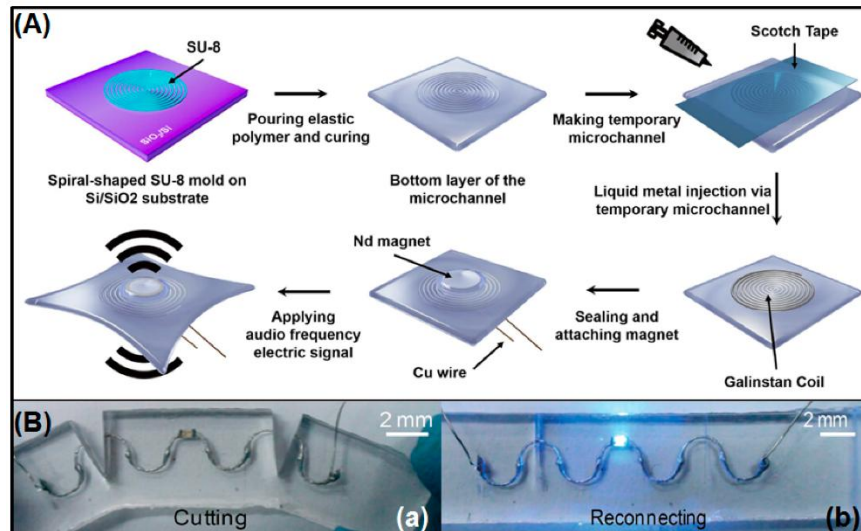 (A)
SU-8
SiO₂/Si
Spiral-shaped SU-8 mold on
Si/SiO2 substrate
Pouring elastic
polymer and curing
Bottom layer of the
microchannel
Making temporary
microchannel
Scotch Tape
Liquid metal injection via
temporary microchannel
Nd magnet
Applying
audio frequency
electric signal
Cu wire
Sealing and
attaching magnet
Galinstan Coil
(B)
2 mm
Cutting
(a)
2 mm
Reconnecting
(b)